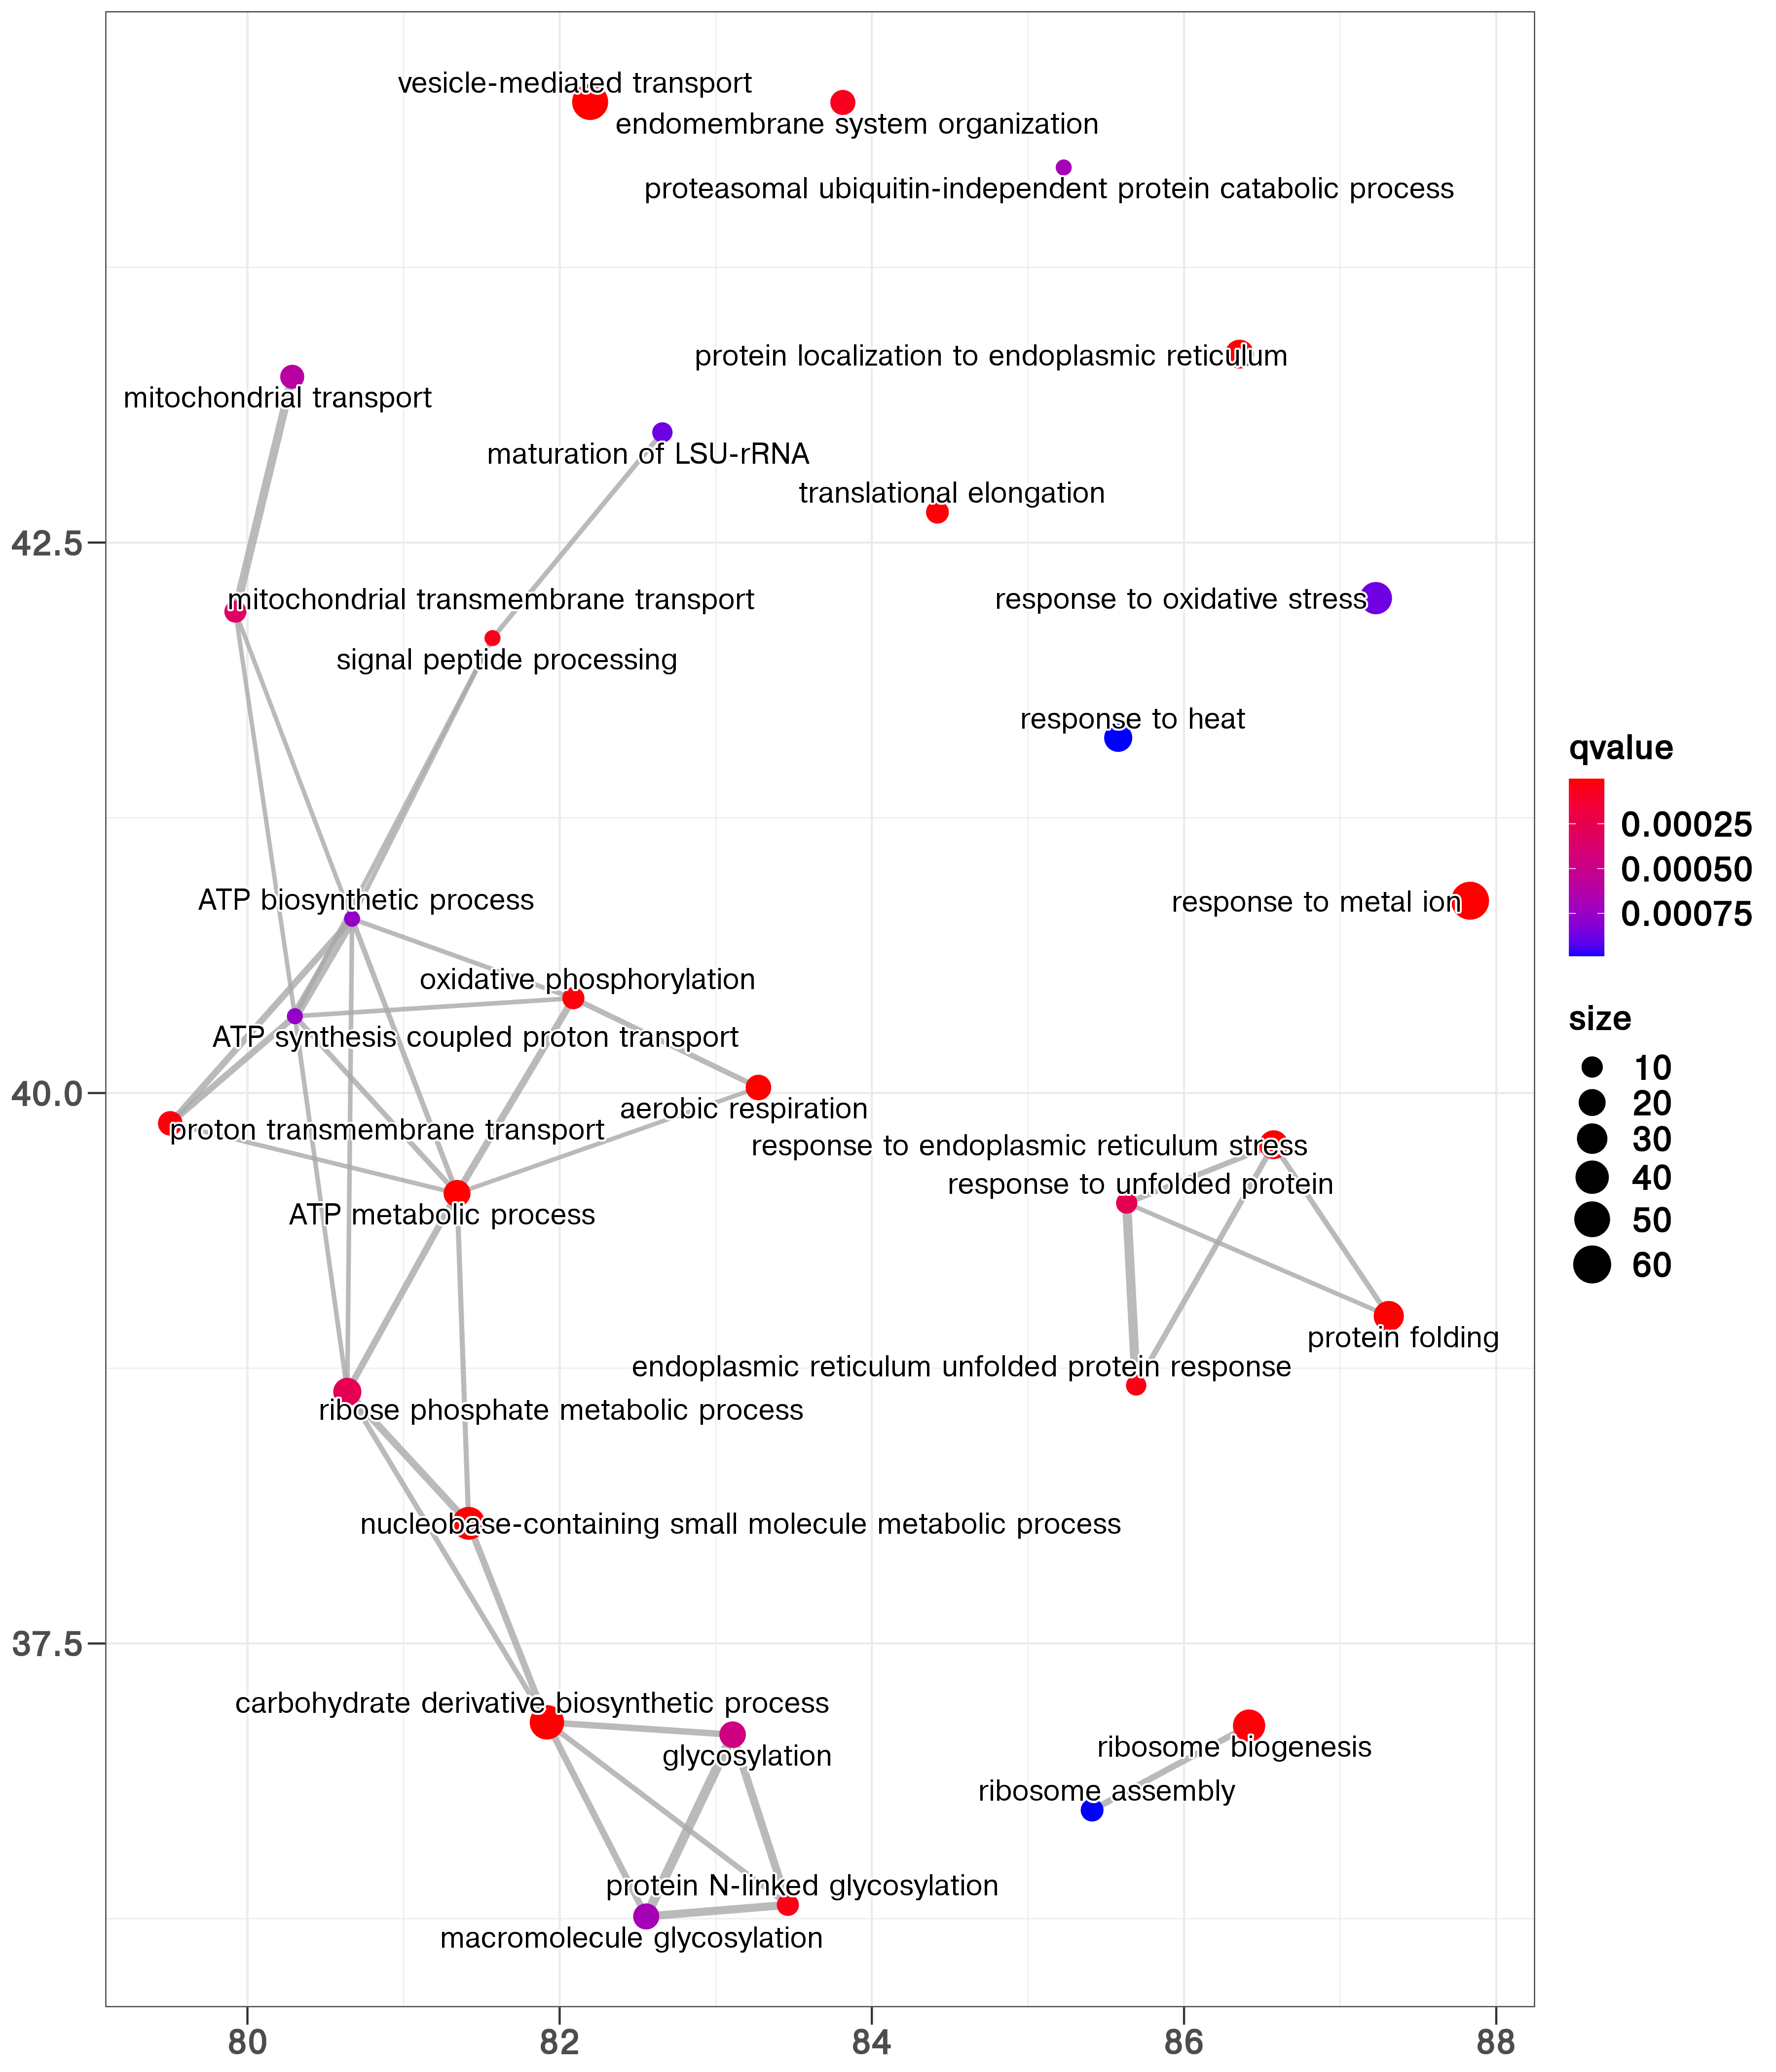 vesicle-mediated transport
endomembrane system organization
proteasomal ubiquitin-independent protein catabolic process
protein localization to endoplasmic reticulum
mitochondrial transport
maturation of LSU-rRNA
translational elongation
42.5
mitochondrial transmembrane transport
response to oxidative stress
signal peptide processing
response to heat
qvalue
0.00025
0.00050
0.00075
ATP biosynthetic process
response to metal ion
oxidative phosphorylation
size
10
20
30
40
50
60
ATP synthesis coupled proton transport
40.0
aerobic respiration
proton transmembrane transport
response to endoplasmic reticulum stress
response to unfolded protein
ATP metabolic process
protein folding
endoplasmic reticulum unfolded protein response
ribose phosphate metabolic process
nucleobase-containing small molecule metabolic process
37.5
carbohydrate derivative biosynthetic process
glycosylation
ribosome biogenesis
ribosome assembly
protein N-linked glycosylation
macromolecule glycosylation
80
82
84
86
88